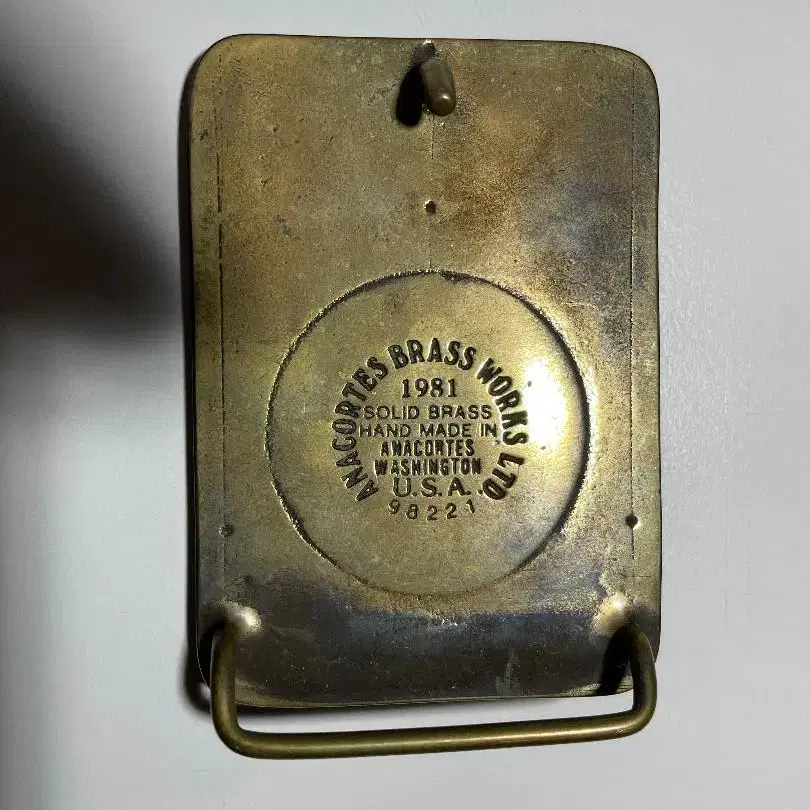 ANACORTES BRASS WORKS LTD.
1981
SOLID BRASS
HAND MADE IN
ANACORTES
WASHINGTON
U.S.A.
98221